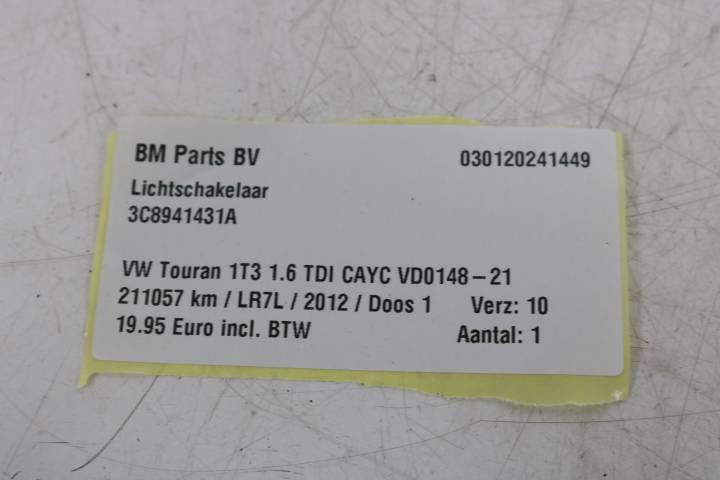 BM Parts BV 030120241449
Lichtschakelaar
3C8941431A
VW Touran 1T3 1.6 TDI CAYC VD0148-21
211057 km / LR7L / 2012 / Doos 1 Verz: 10
19.95 Euro incl. BTW Aantal: 1